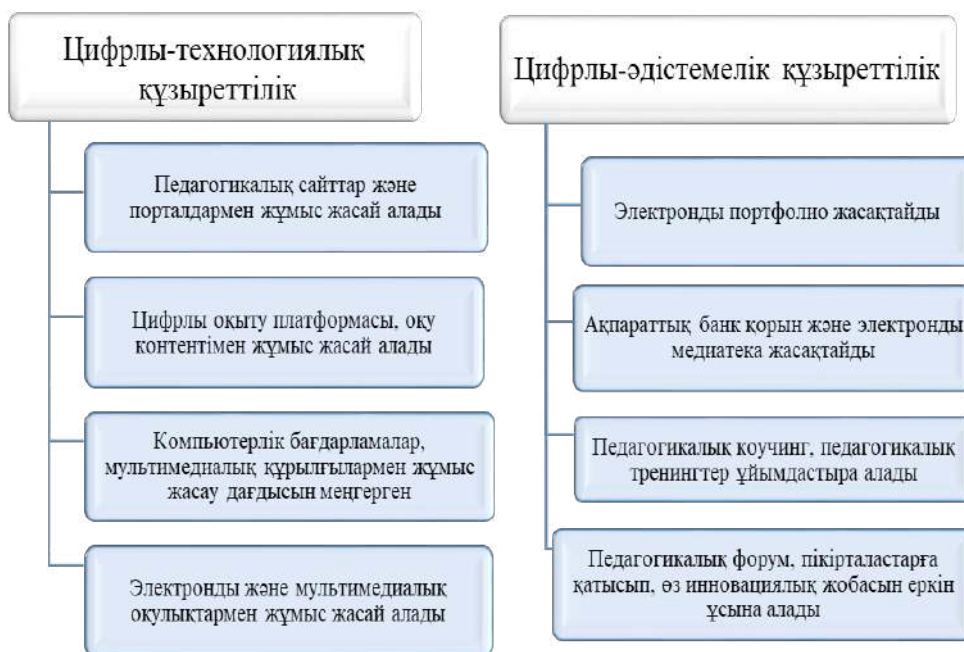 Цифрлы-технологиялық
құзыреттілік
Педагогикалық сайттар және
порталдармен жұмыс жасай алады
Цифрлы оқыту платформасы, оқу
контентімен жұмыс жасай алады
Компьютерлік бағдарламалар,
мультимедиалық құрылғылармен жұмыс
жасау дағдысын меңгерген
Электронды және мультимедиалық
оқулықтармен жұмыс жасай алады
Цифрлы-әдістемелік құзыреттілік
Электронды портфолио жасақтайды
Ақпараттық банк қорын және электронды
медиатека жасақтайды
Педагогикалық коучинг, педагогикалық
тренингтер ұйымдастыра алады
Педагогикалық форум, пікірталастарға
қатысып, өз инновациялық жобасын еркін
ұсына алады